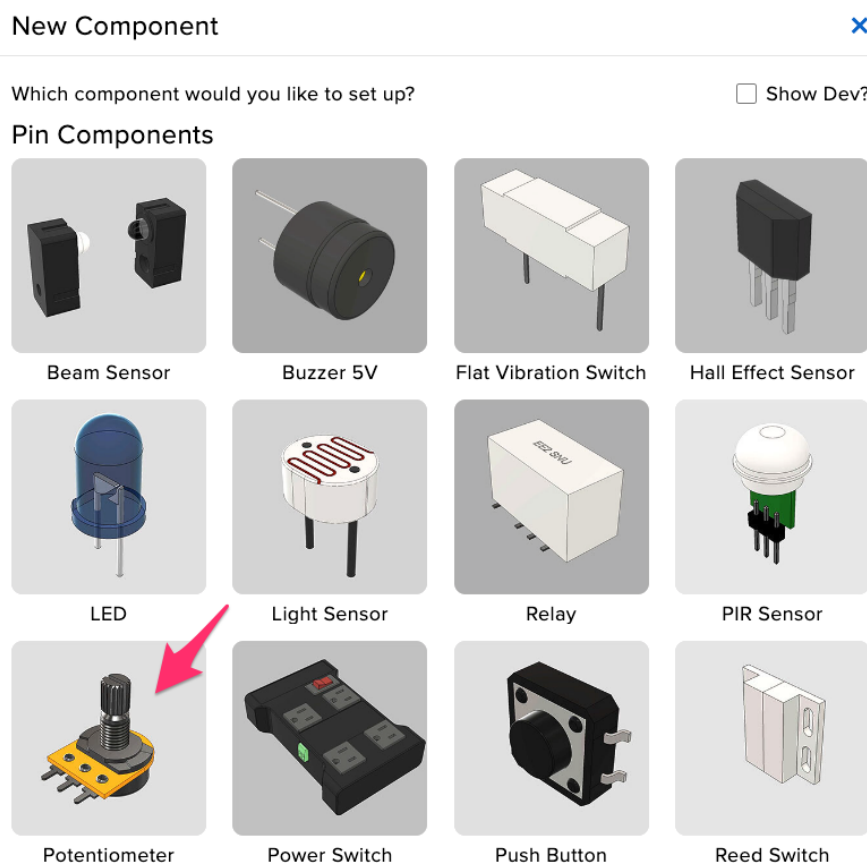 New Component
Which component would you like to set up?
Show Dev?
Pin Components
Beam Sensor
Buzzer 5V
Flat Vibration Switch
Hall Effect Sensor
EE2 SNU
LED
Light Sensor
Relay
PIR Sensor
Potentiometer
Power Switch
Push Button
Reed Switch